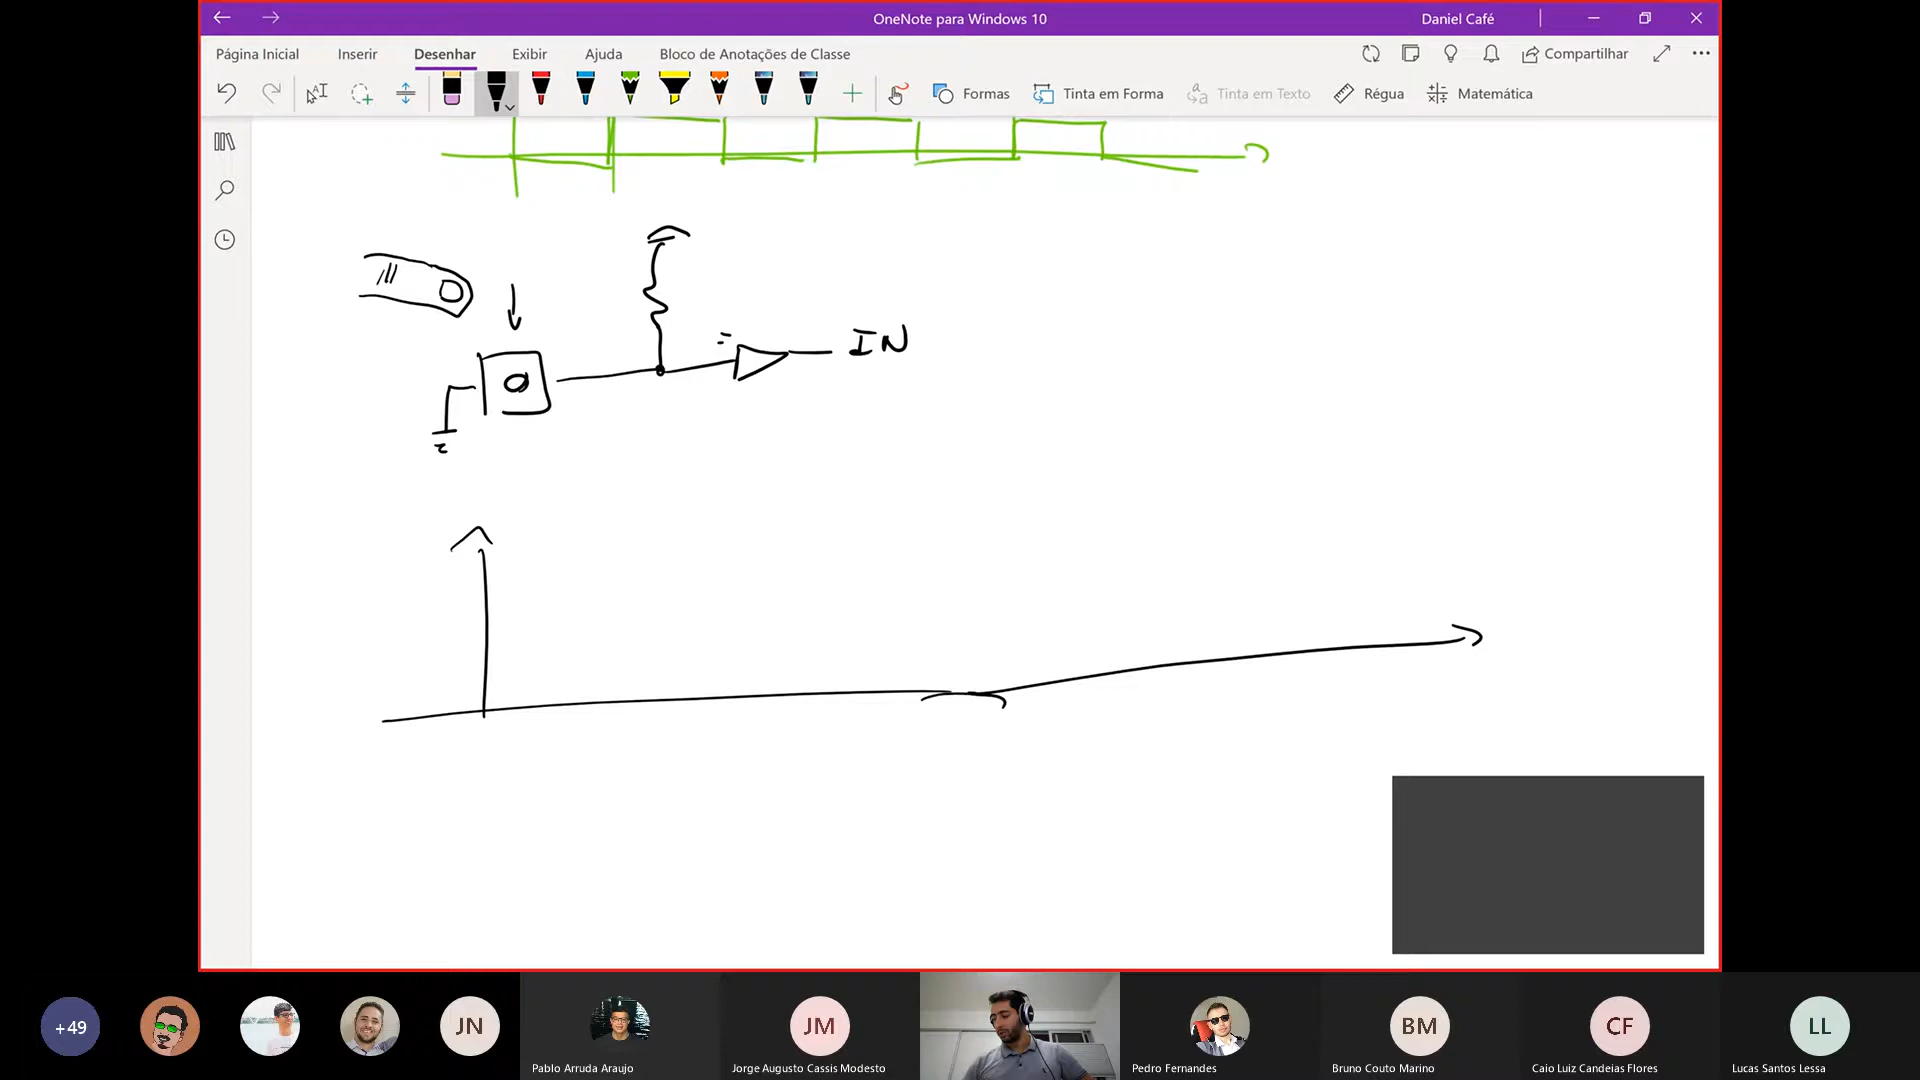 OneNote para Windows 10
Daniel Café
Página Inicial
Inserir
Desenhar
Exibir
Ajuda
Bloco de Anotações de Classe
Compartilhar
Formas
Tinta em Forma
Tinta em Texto
Régua
Matemática
IN
+49
JN
JM
BM
CF
LL
Pablo Arruda Araujo
Jorge Augusto Cassis Modesto
Pedro Fernandes
Bruno Couto Marino
Caio Luiz Candeias Flores
Lucas Santos Lessa